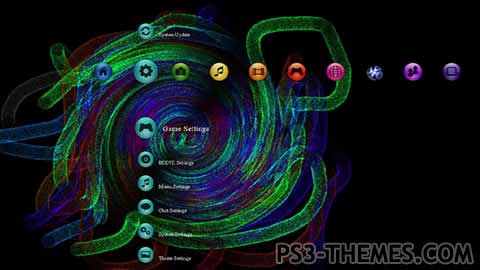 System Update
Game Settings
BD/DVD Settings
Music Settings
Chat Settings
System Settings
Theme Settings
PS3-THEMES.COM